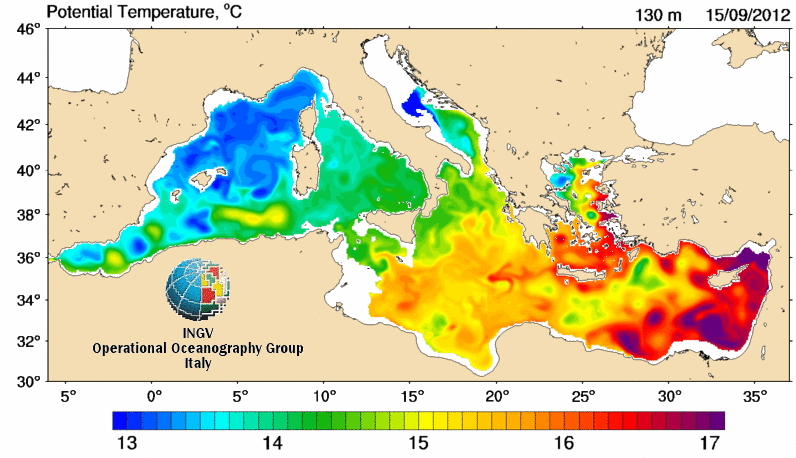 Potential Temperature, °C 130 m 15/09/2012
46°
44°
42°
40°
38°
36°
34°
32°
30°
INGV
Operational Oceanography Group
Italy
5° 0° 5° 10° 15° 20° 25° 30° 35°
13 14 15 16 17